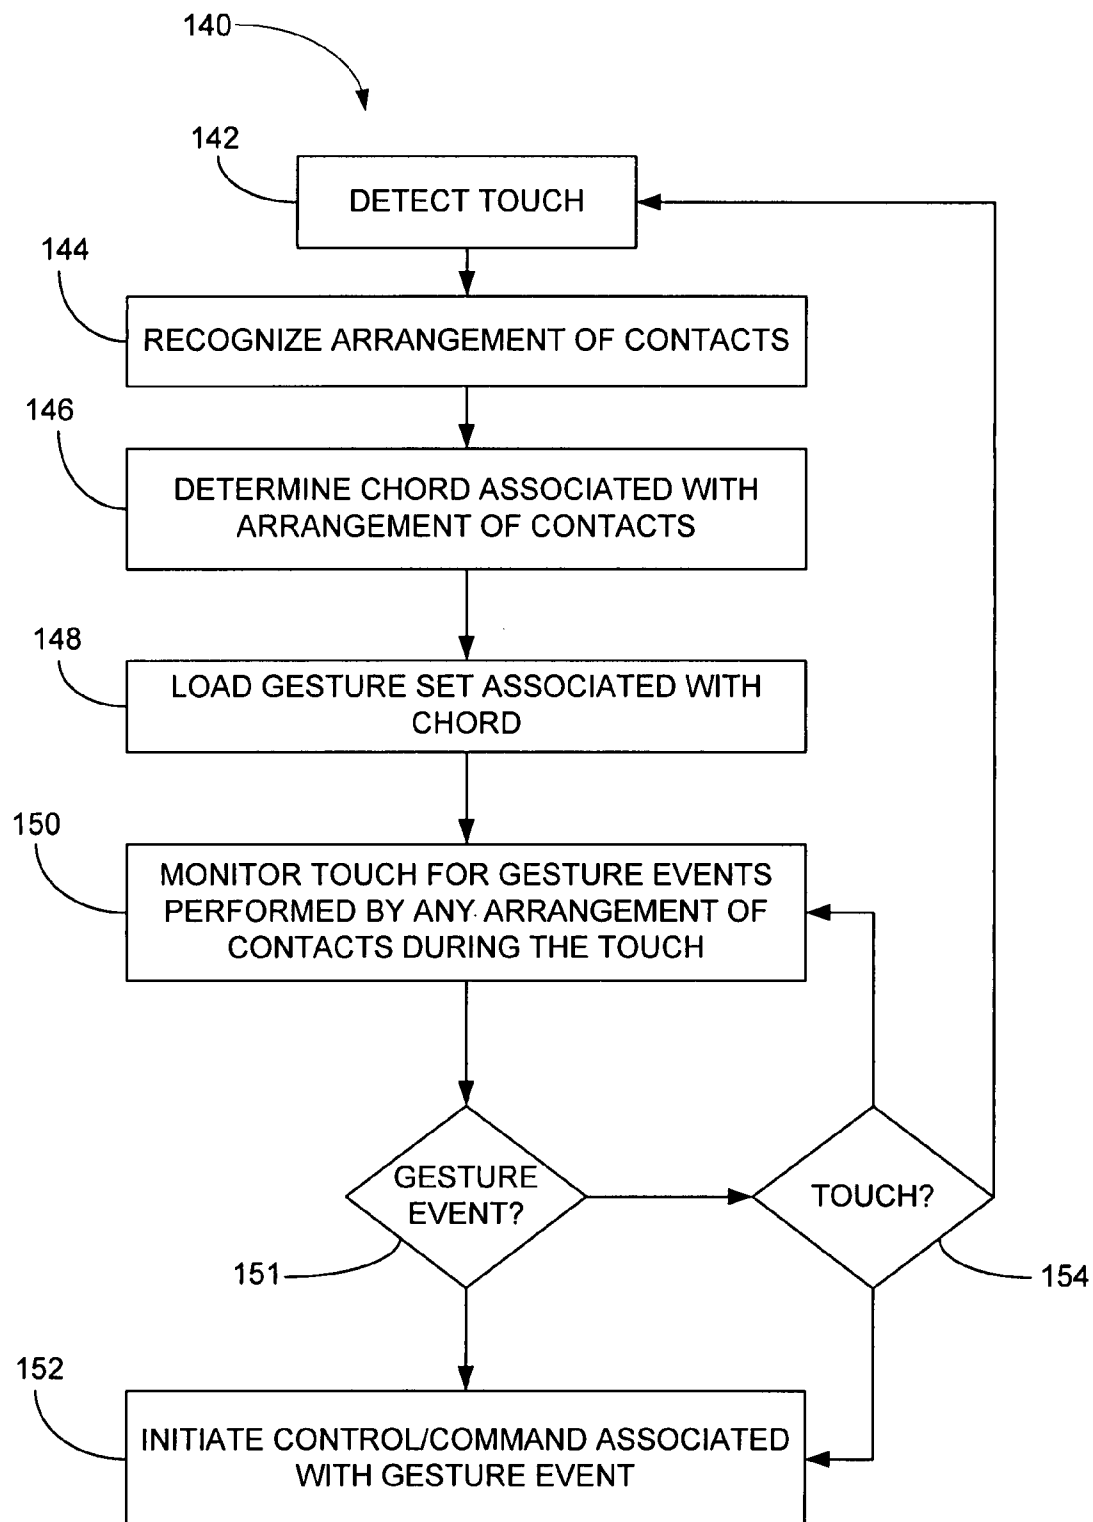 140
142
DETECT TOUCH
144
RECOGNIZE ARRANGEMENT OF CONTACTS
146
DETERMINE CHORD ASSOCIATED WITH
ARRANGEMENT OF CONTACTS
148
LOAD GESTURE SET ASSOCIATED WITH
CHORD
150
MONITOR TOUCH FOR GESTURE EVENTS
PERFORMED BY ANY ARRANGEMENT OF
CONTACTS DURING THE TOUCH
GESTURE
EVENT?
TOUCH?
151
154
152
INITIATE CONTROL/COMMAND ASSOCIATED
WITH GESTURE EVENT